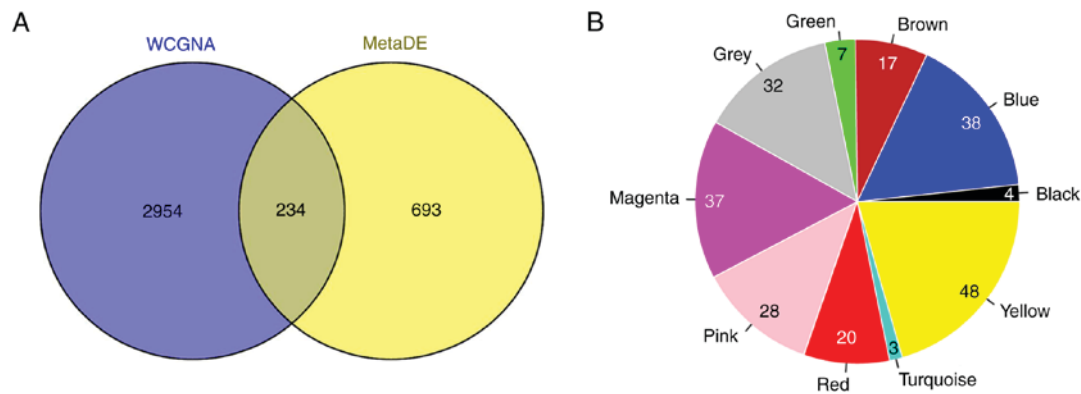 A
WCGNA
MetaDE
2954
234
693
B
Green
Brown
Grey
7
17
32
Blue
38
Magenta
37
4
Black
28
48
Yellow
Pink
20
3
Red
Turquoise